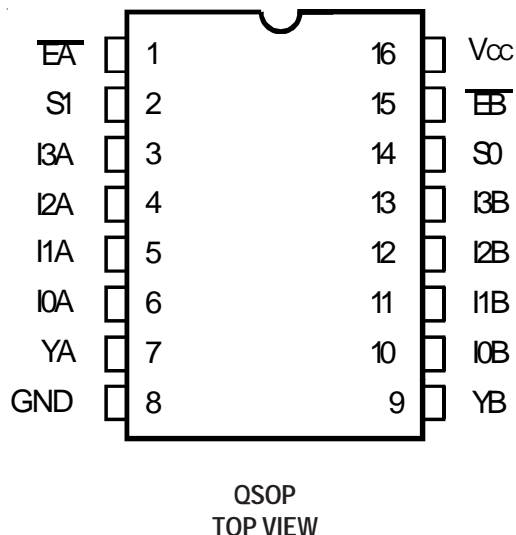 EA 1 16 Vcc
S1 2 15 EB
I3A 3 14 S0
I2A 4 13 I3B
I1A 5 12 I2B
I0A 6 11 I1B
YA 7 10 I0B
GND 8 9 YB
QSOP
TOP VIEW